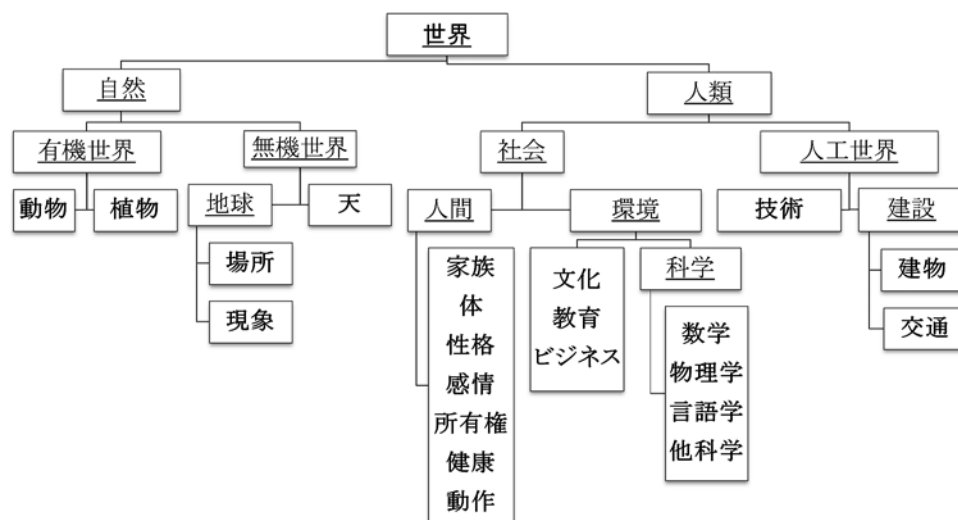 世界
自然
人類
有機世界
無機世界
社会
人工世界
動物
植物
地球
天
人間
環境
技術
建設
場所
現象
家族
体
性格
感情
所有権
健康
動作
文化
教育
ビジネス
科学
数学
物理学
言語学
他科学
建物
交通